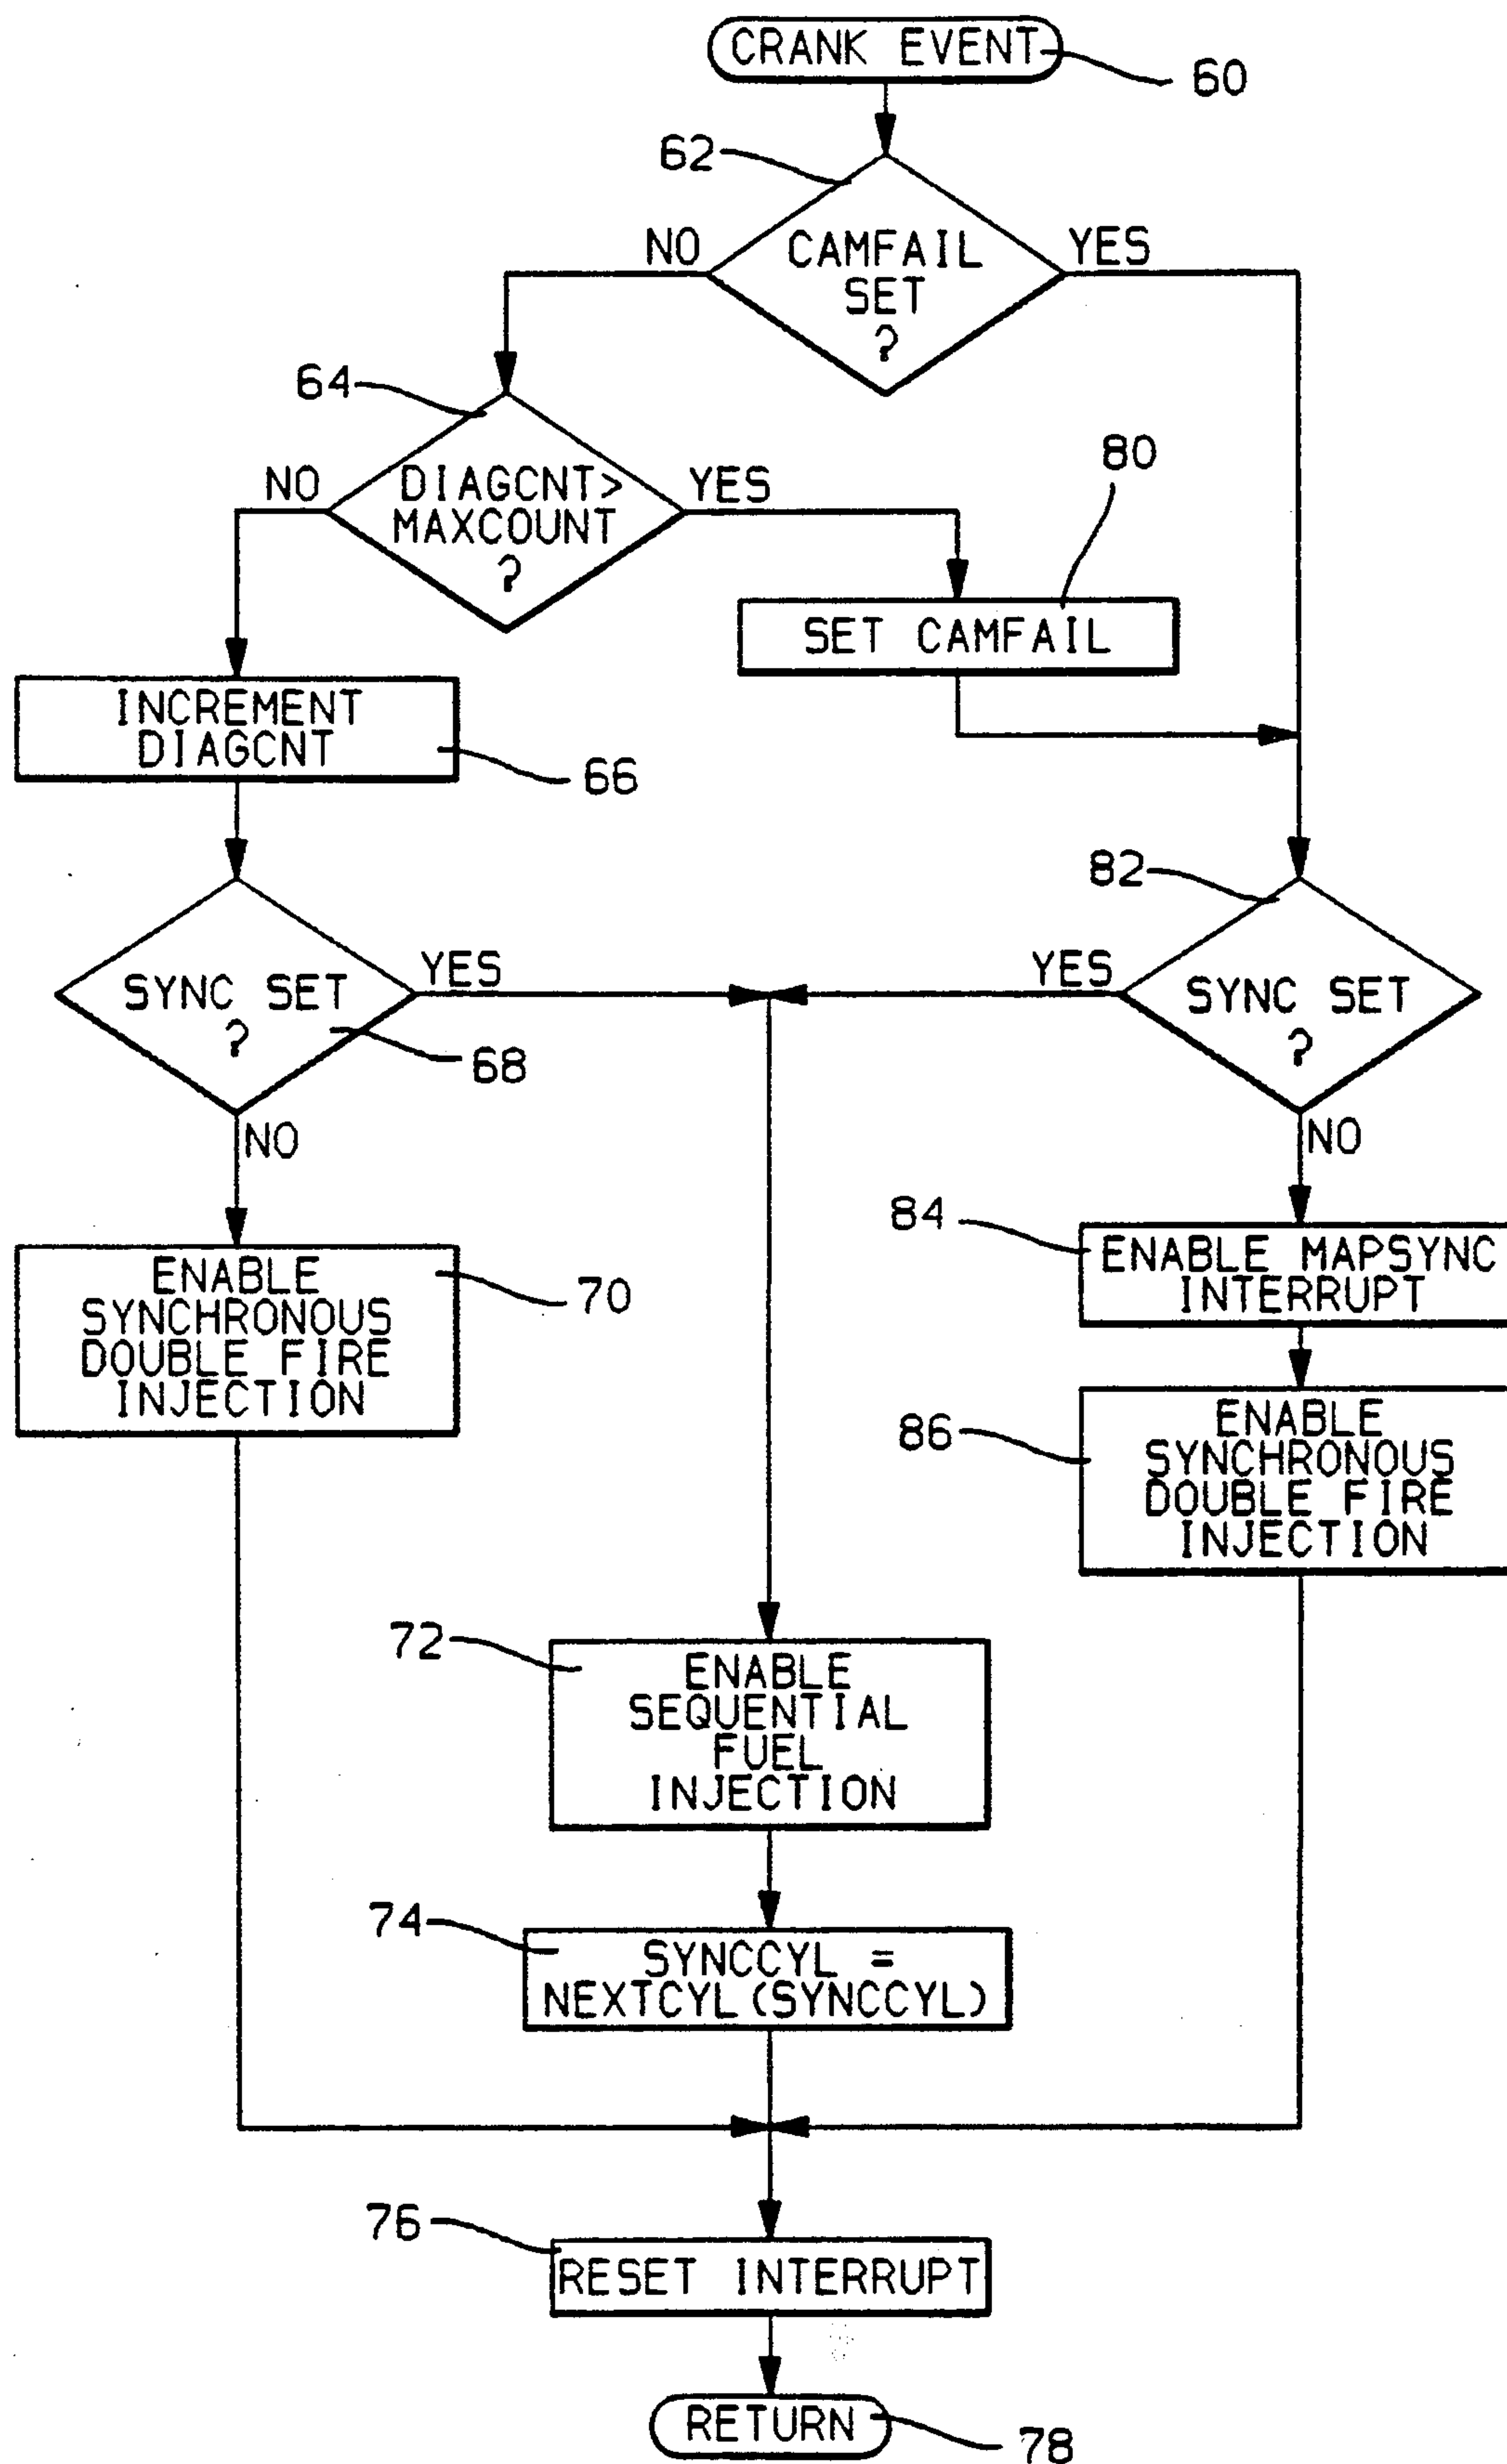 CRANK EVENT
60
62
NO
CAMFAIL
SET
?
YES
64
NO
DIAGCNT>
MAXCOUNT
?
YES
80
SET CAMFAIL
INCREMENT
DIAGCNT
66
82
SYNC SET
?
YES
68
NO
YES
SYNC SET
?
NO
84
ENABLE MAPSYNC
INTERRUPT
ENABLE
SYNCHRONOUS
DOUBLE FIRE
INJECTION
70
86
ENABLE
SYNCHRONOUS
DOUBLE FIRE
INJECTION
72
ENABLE
SEQUENTIAL
FUEL
INJECTION
74
SYNCCYL =
NEXTCYL(SYNCCYL)
76
RESET INTERRUPT
RETURN
78